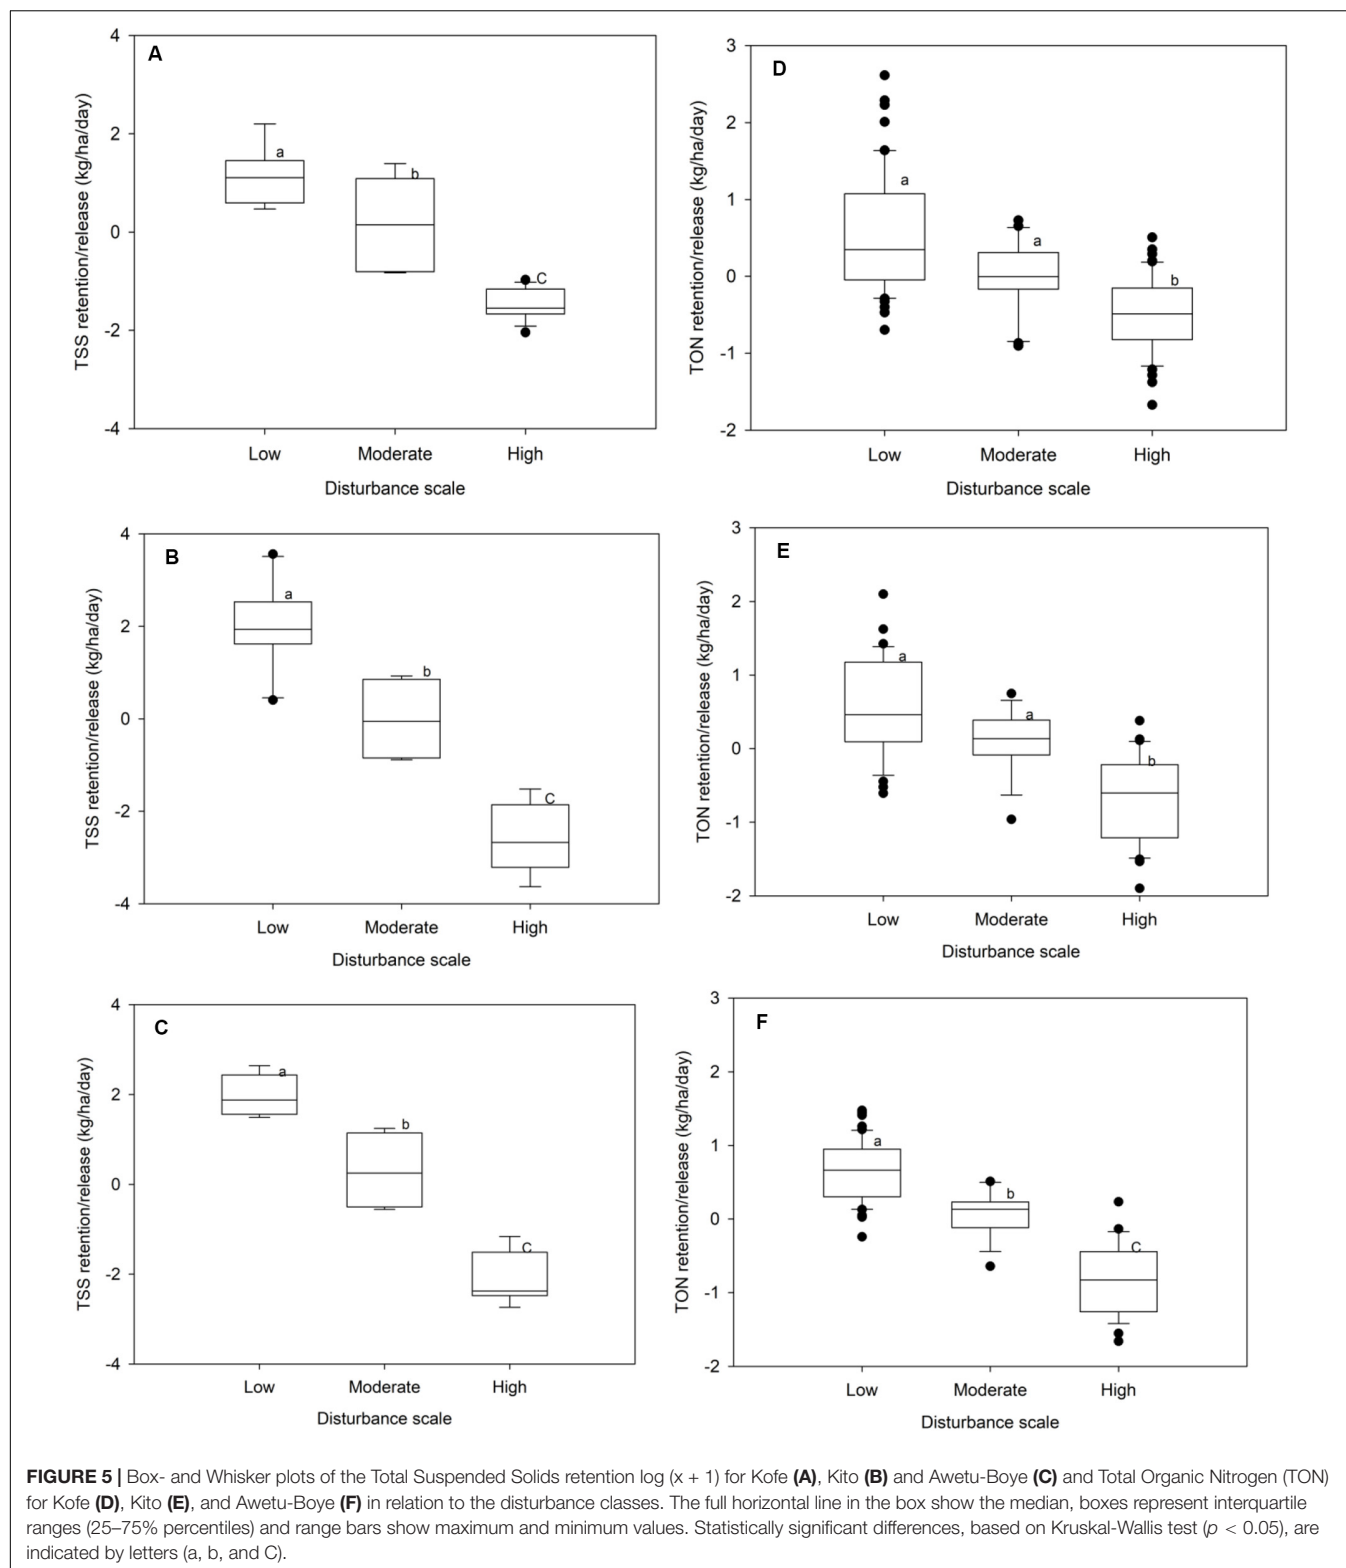 A
4
2
0
-2
-4
TSS retention/release (kg/ha/day)
a
b
C
Low Moderate High
Disturbance scale
D
3
2
1
0
-1
-2
TON retention/release (kg/ha/day)
a
a
b
Low Moderate High
Disturbance scale
B
4
2
0
-2
-4
TSS retention/release (kg/ha/day)
a
b
C
Low Moderate High
Disturbance scale
E
3
2
1
0
-1
-2
TON retention/release (kg/ha/day)
a
a
b
Low Moderate High
Disturbance scale
C
4
2
0
-2
-4
TSS retention/release (kg/ha/day)
a
b
C
Low Moderate High
Disturbance scale
F
3
2
1
0
-1
-2
TON retention/release (kg/ha/day)
a
b
C
Low Moderate High
Disturbance scale
FIGURE 5 | Box- and Whisker plots of the Total Suspended Solids retention log (x + 1) for Kofe (A), Kito (B) and Awetu-Boye (C) and Total Organic Nitrogen (TON)
for Kofe (D), Kito (E), and Awetu-Boye (F) in relation to the disturbance classes. The full horizontal line in the box show the median, boxes represent interquartile
ranges (25–75% percentiles) and range bars show maximum and minimum values. Statistically significant differences, based on Kruskal-Wallis test (p < 0.05), are
indicated by letters (a, b, and C).